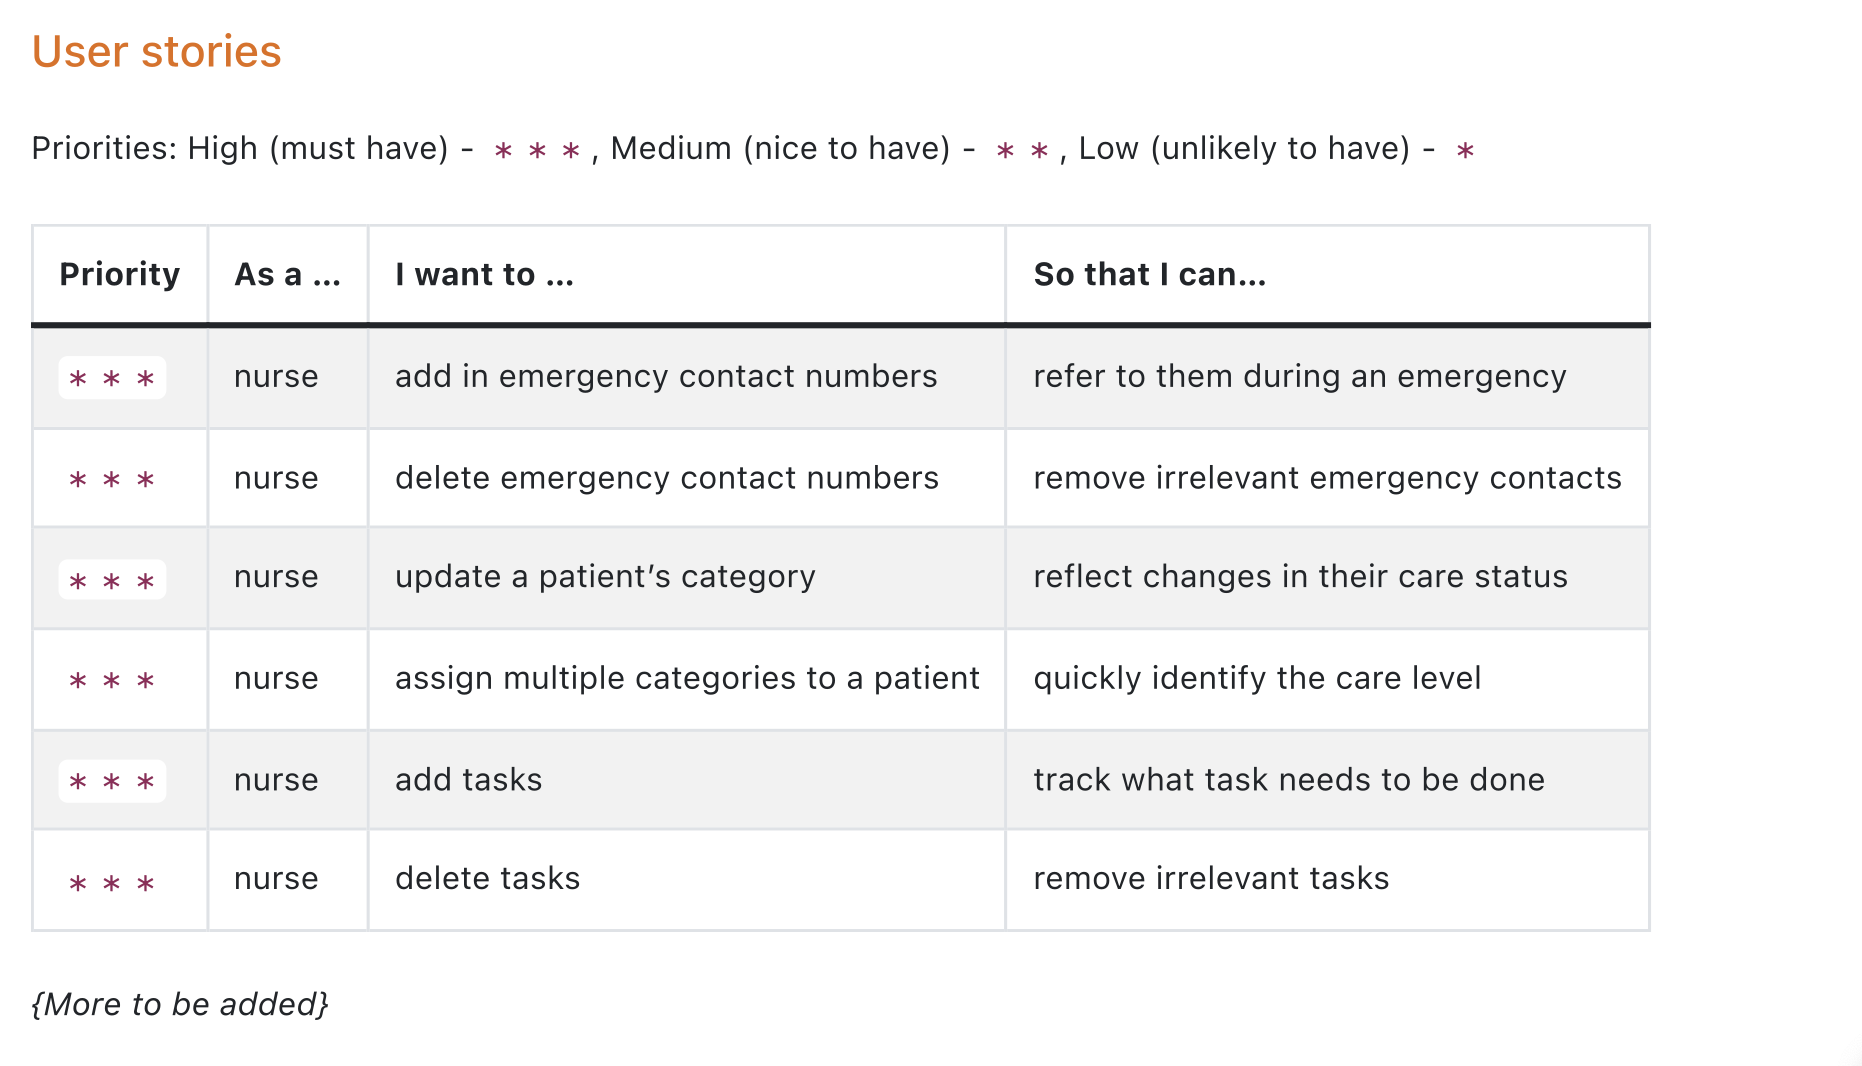 User stories
Priorities: High (must have) - * * * , Medium (nice to have) - * * , Low (unlikely to have) - *
Priority As a ... I want to ... So that I can...
* * * nurse add in emergency contact numbers refer to them during an emergency
* * * nurse delete emergency contact numbers remove irrelevant emergency contacts
* * * nurse update a patient’s category reflect changes in their care status
* * * nurse assign multiple categories to a patient quickly identify the care level
* * * nurse add tasks track what task needs to be done
* * * nurse delete tasks remove irrelevant tasks
{More to be added}